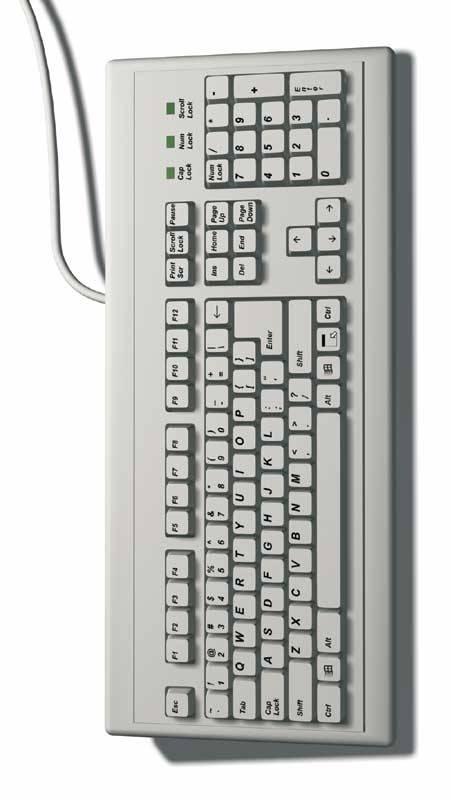 Esc F1 F2 F3 F4 F5 F6 F7 F8 F9 F10 F11 F12 Print Scr Scroll Lock Pause Cap Lock Num Lock Scroll Lock
~ ` ! 1 @ 2 # 3 $ 4 % 5 ^ 6 & 7 * 8 ( 9 ) 0 _ - + = | \ ← Ins Home Page Up Num Lock / * -
Tab Q W E R T Y U I O P { [ } ] Enter Del End Page Down 7 8 9 +
Cap Lock A S D F G H J K L : ; " ' 4 5 6
Shift Z X C V B N M < , > . ? / Shift ↑ 1 2 3 Enter
Ctrl Alt Alt Ctrl ← ↓ → 0 .